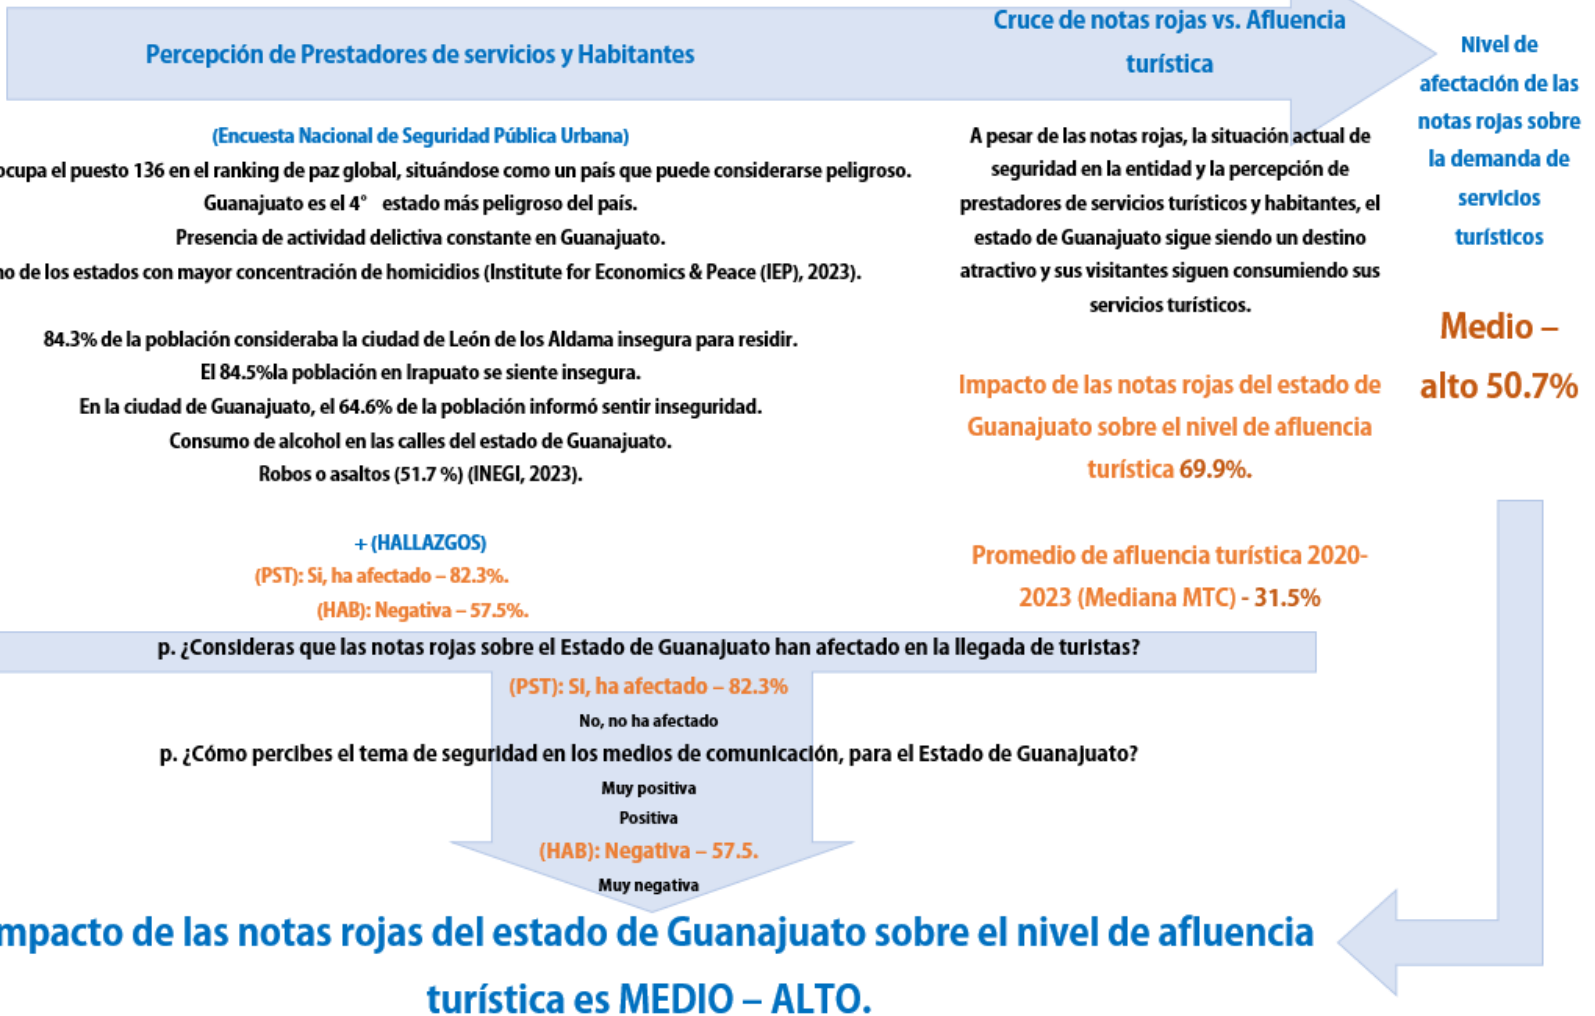 Percepción de Prestadores de servicios y Habitantes
(Encuesta Nacional de Seguridad Pública Urbana)
ocupa el puesto 136 en el ranking de paz global, situándose como un país que puede considerarse peligroso.
Guanajuato es el 4° estado más peligroso del país.
Presencia de actividad delictiva constante en Guanajuato.
de los estados con mayor concentración de homicidios (Institute for Economics & Peace (IEP), 2023).
84.3% de la población consideraba la ciudad de León de los Aldama insegura para residir.
El 84.5%la población en Irapuato se siente insegura.
En la ciudad de Guanajuato, el 64.6% de la población informó sentir inseguridad.
Consumo de alcohol en las calles del estado de Guanajuato.
Robos o asaltos (51.7 %) (INEGI, 2023).
+ (HALLAZGOS)
(PST): Si, ha afectado – 82.3%.
(HAB): Negativa – 57.5%.
Cruce de notas rojas vs. Afluencia
turística
A pesar de las notas rojas, la situación actual de
seguridad en la entidad y la percepción de
prestadores de servicios turísticos y habitantes, el
estado de Guanajuato sigue siendo un destino
atractivo y sus visitantes siguen consumiendo sus
servicios turísticos.
Impacto de las notas rojas del estado de
Guanajuato sobre el nivel de afluencia
turística 69.9%.
Promedio de afluencia turística 2020-
2023 (Mediana MTC) - 31.5%
Nivel de
afectación de las
notas rojas sobre
la demanda de
servicios
turísticos
Medio –
alto 50.7%
p. ¿Consideras que las notas rojas sobre el Estado de Guanajuato han afectado en la llegada de turistas?
(PST): Si, ha afectado – 82.3%
No, no ha afectado
p. ¿Cómo percibes el tema de seguridad en los medios de comunicación, para el Estado de Guanajuato?
Muy positiva
Positiva
(HAB): Negativa – 57.5.
Muy negativa
mpacto de las notas rojas del estado de Guanajuato sobre el nivel de afluencia
turística es MEDIO – ALTO.